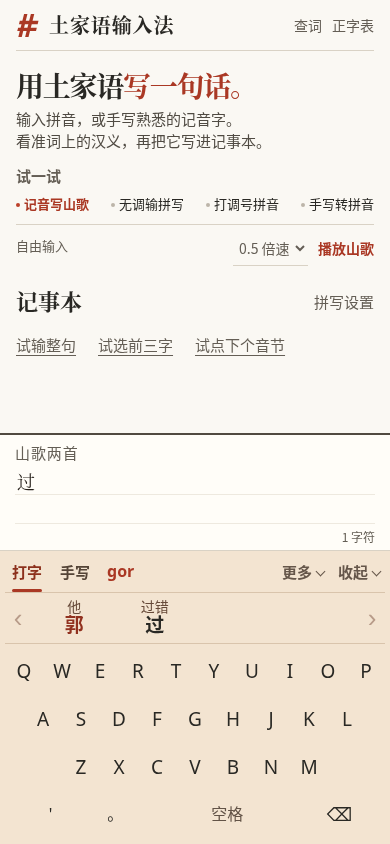 # 土家语输入法 查词 正字表
用土家语写一句话。
输入拼音，或手写熟悉的记音字。
看准词上的汉义，再把它写进记事本。
试一试
记音写山歌 无调输拼写 打调号拼音 手写转拼音
自由输入 0.5 倍速 播放山歌
记事本 拼写设置
试输整句 试选前三字 试点下个音节
山歌两首
过
1 字符
打字 手写 gor 更多 收起
他 过错
‹ 郭 过 ›
Q W E R T Y U I O P
A S D F G H J K L
Z X C V B N M
' 。 空格 ⌫